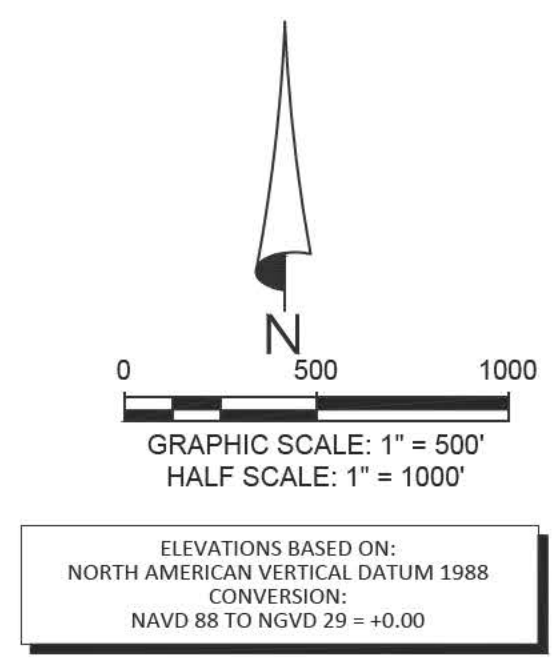 N
0 500 1000
GRAPHIC SCALE: 1" = 500'
HALF SCALE: 1" = 1000'
ELEVATIONS BASED ON:
NORTH AMERICAN VERTICAL DATUM 1988
CONVERSION:
NAVD 88 TO NGVD 29 = +0.00